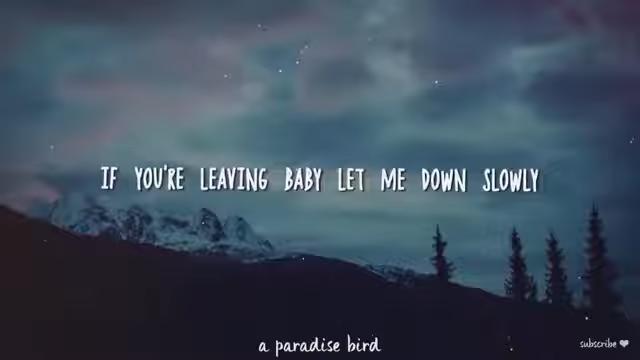 IF YOU'RE LEAVING BABY LET ME DOWN SLOWLY
a paradise bird
subscribe ❤